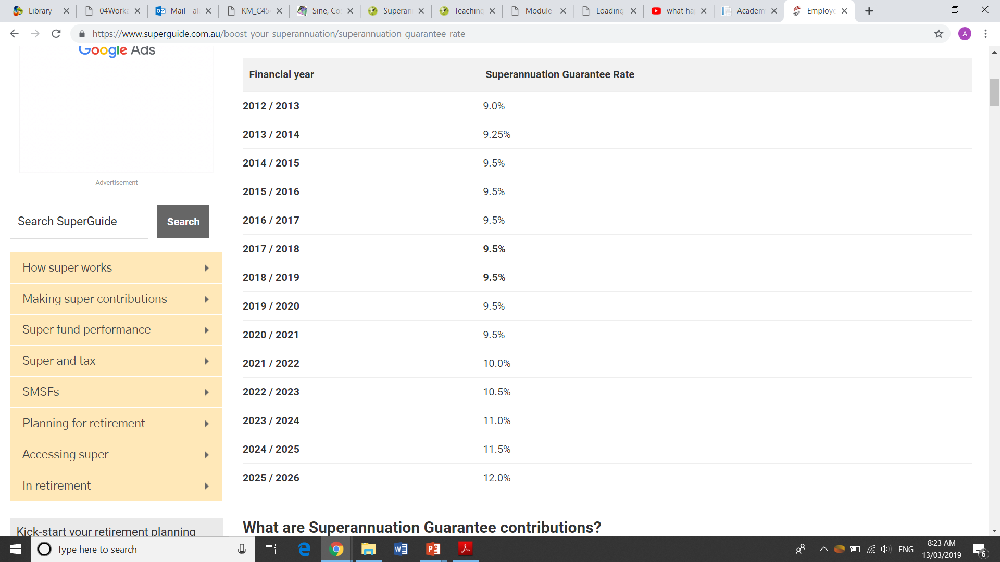 Library -
04Worka
Mail - al
KM_C45
Sine, Co
Superan
Teaching
Module
Loading
what ha
Academ
Employe
https://www.superguide.com.au/boost-your-superannuation/superannuation-guarantee-rate
A
Google Ads
Advertisement
Search SuperGuide
Search
How super works
Making super contributions
Super fund performance
Super and tax
SMSFs
Planning for retirement
Accessing super
In retirement
Kick-start your retirement planning
Financial year Superannuation Guarantee Rate
2012 / 2013 9.0%
2013 / 2014 9.25%
2014 / 2015 9.5%
2015 / 2016 9.5%
2016 / 2017 9.5%
2017 / 2018 9.5%
2018 / 2019 9.5%
2019 / 2020 9.5%
2020 / 2021 9.5%
2021 / 2022 10.0%
2022 / 2023 10.5%
2023 / 2024 11.0%
2024 / 2025 11.5%
2025 / 2026 12.0%
What are Superannuation Guarantee contributions?
Type here to search
ENG
8:23 AM
13/03/2019
6